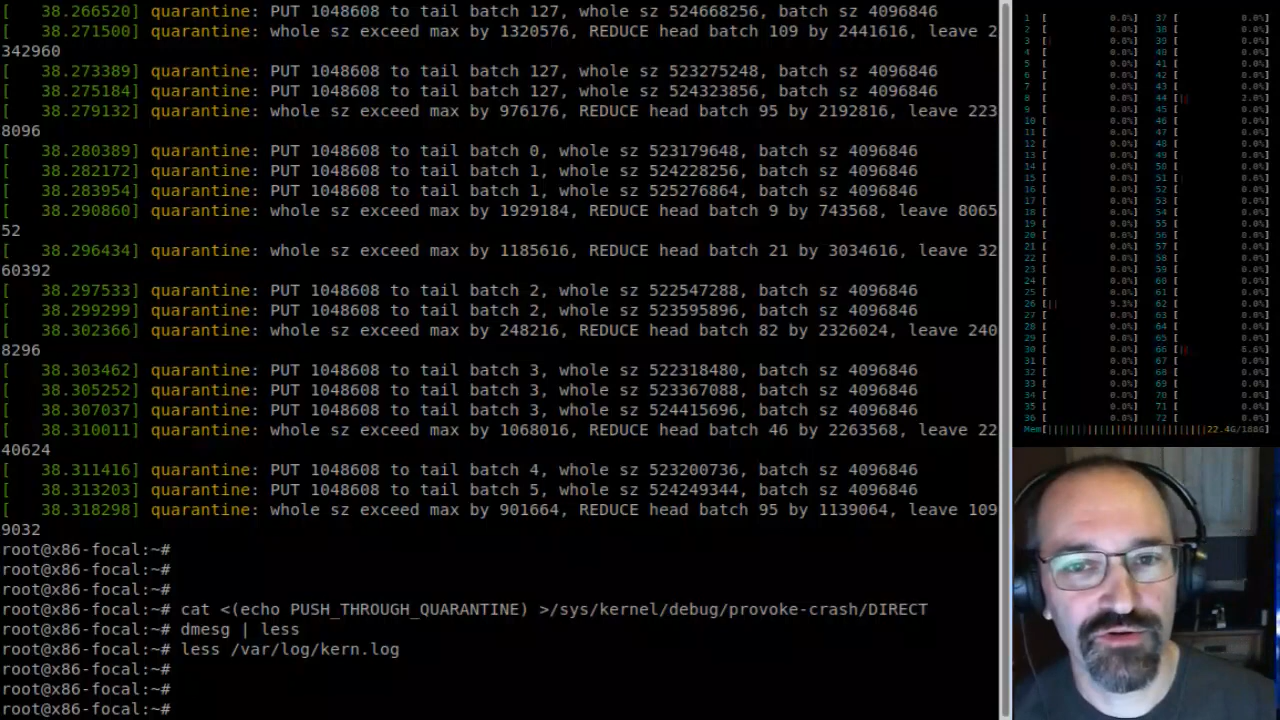 [   38.266520] quarantine: PUT 1048608 to tail batch 127, whole sz 524668256, batch sz 4096846
[   38.271500] quarantine: whole sz exceed max by 1320576, REDUCE head batch 109 by 2441616, leave 2
342960
[   38.273389] quarantine: PUT 1048608 to tail batch 127, whole sz 523275248, batch sz 4096846
[   38.275184] quarantine: PUT 1048608 to tail batch 127, whole sz 524323856, batch sz 4096846
[   38.279132] quarantine: whole sz exceed max by 976176, REDUCE head batch 95 by 2192816, leave 223
8096
[   38.280389] quarantine: PUT 1048608 to tail batch 0, whole sz 523179648, batch sz 4096846
[   38.282172] quarantine: PUT 1048608 to tail batch 1, whole sz 524228256, batch sz 4096846
[   38.283954] quarantine: PUT 1048608 to tail batch 1, whole sz 525276864, batch sz 4096846
[   38.290860] quarantine: whole sz exceed max by 1929184, REDUCE head batch 9 by 743568, leave 8065
52
[   38.296434] quarantine: whole sz exceed max by 1185616, REDUCE head batch 21 by 3034616, leave 32
60392
[   38.297533] quarantine: PUT 1048608 to tail batch 2, whole sz 522547288, batch sz 4096846
[   38.299299] quarantine: PUT 1048608 to tail batch 2, whole sz 523595896, batch sz 4096846
[   38.302366] quarantine: whole sz exceed max by 248216, REDUCE head batch 82 by 2326024, leave 240
8296
[   38.303462] quarantine: PUT 1048608 to tail batch 3, whole sz 522318480, batch sz 4096846
[   38.305252] quarantine: PUT 1048608 to tail batch 3, whole sz 523367088, batch sz 4096846
[   38.307037] quarantine: PUT 1048608 to tail batch 3, whole sz 524415696, batch sz 4096846
[   38.310011] quarantine: whole sz exceed max by 1068016, REDUCE head batch 46 by 2263568, leave 22
40624
[   38.311416] quarantine: PUT 1048608 to tail batch 4, whole sz 523200736, batch sz 4096846
[   38.313203] quarantine: PUT 1048608 to tail batch 5, whole sz 524249344, batch sz 4096846
[   38.318298] quarantine: whole sz exceed max by 901664, REDUCE head batch 95 by 1139064, leave 109
9032
root@x86-focal:~#
root@x86-focal:~#
root@x86-focal:~#
root@x86-focal:~# cat <(echo PUSH_THROUGH_QUARANTINE) >/sys/kernel/debug/provoke-crash/DIRECT
root@x86-focal:~# dmesg | less
root@x86-focal:~# less /var/log/kern.log
root@x86-focal:~#
root@x86-focal:~#
root@x86-focal:~#